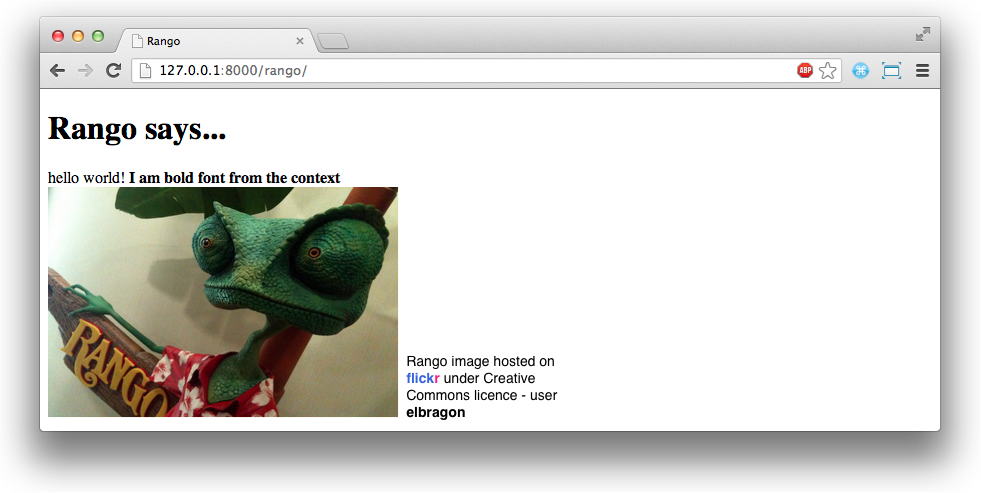 Rango
127.0.0.1:8000/rango/
ABP
Rango says...
hello world! I am bold font from the context
RANGO
Rango image hosted on
flickr under Creative
Commons licence - user
elbragon